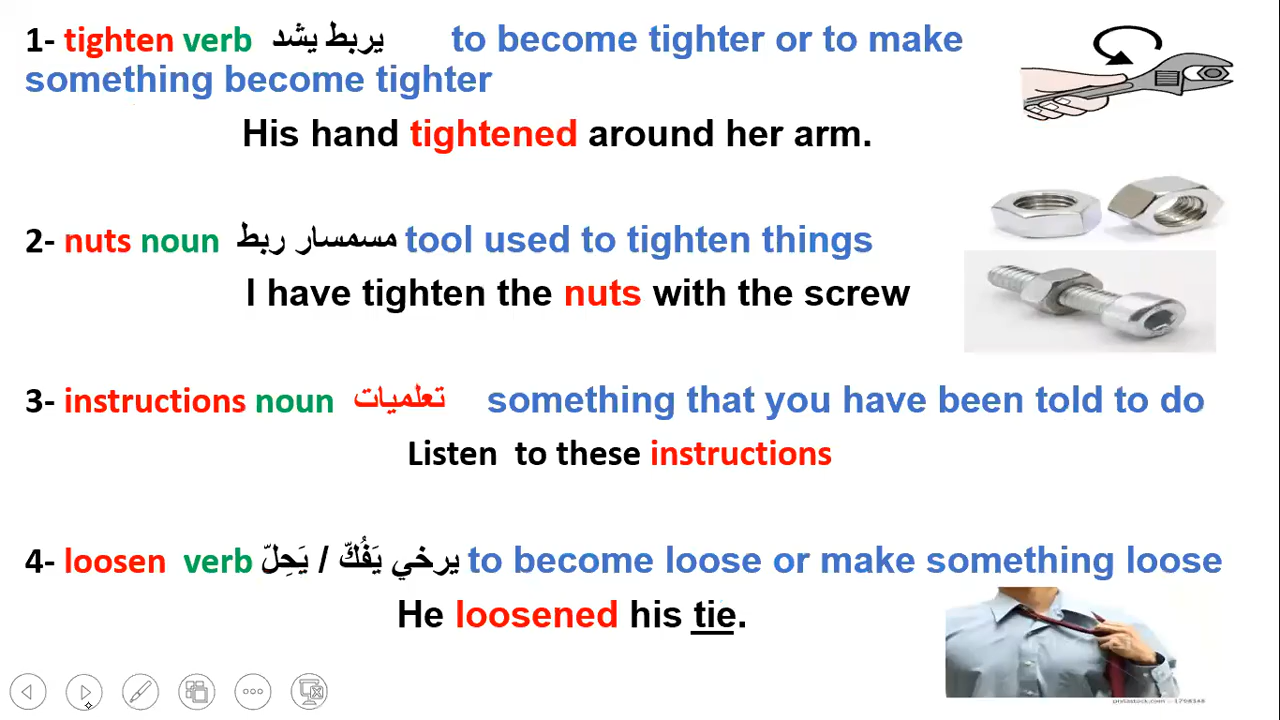 1- tighten verb يربط يشد to become tighter or to make
something become tighter
His hand tightened around her arm.
2- nuts noun مسمسار ربط tool used to tighten things
I have tighten the nuts with the screw
3- instructions noun تعلميات something that you have been told to do
Listen to these instructions
4- loosen verb يرخي يَفُكّ / يَحِلّ to become loose or make something loose
He loosened his tie.